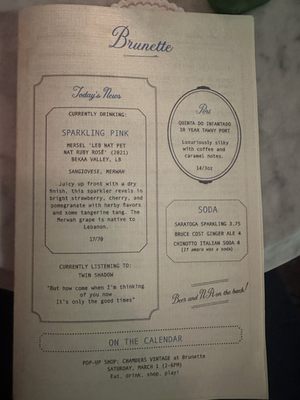 Brunette
Today's News
CURRENTLY DRINKING:
SPARKLING PINK
MERSEL 'LEB NAT PET
NAT RUBY ROSÉ' (2021)
BEKAA VALLEY, LB
SANGIOVESE, MERWAH
Juicy up front with a dry
finish, this sparkler revels in
bright strawberry, cherry, and
pomegranate with herby flavors
and some tangerine tang. The
Merwah grape is native to
Lebanon.
17/70
CURRENTLY LISTENING TO:
TWIN SHADOW
"But now come when I'm thinking
of you now
It's only the good times"
Port
QUINTA DO INFANTADO
10 YEAR TAWNY PORT
Luxuriously silky
with coffee and
caramel notes.
14/3oz
SODA
SARATOGA SPARKLING 3.75
BRUCE COST GINGER ALE 4
CHINOTTO ITALIAN SODA 4
(If amaro was a soda)
Beer and N/A on the back!
ON THE CALENDAR
POP-UP SHOP: CHAMBERS VINTAGE at Brunette
SATURDAY, MARCH 1 (2-6PM)
Eat. drink. shop. play!